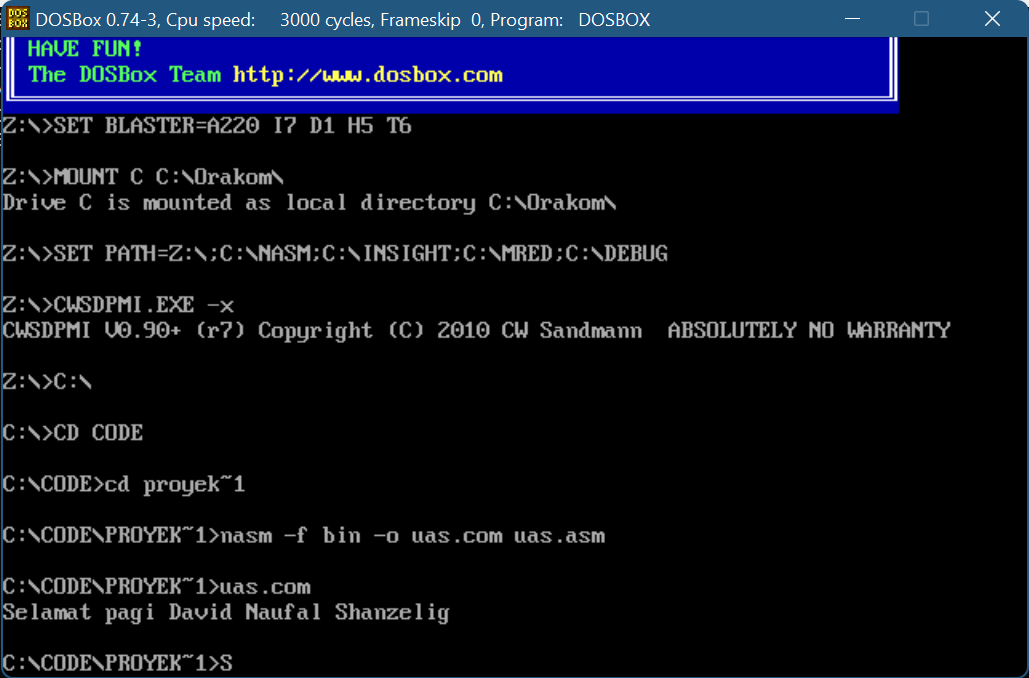 DOS
BOX
DOSBox 0.74-3, Cpu speed: 3000 cycles, Frameskip 0, Program: DOSBOX
HAVE FUN!
The DOSBox Team http://www.dosbox.com
Z:\>SET BLASTER=A220 I7 D1 H5 T6
Z:\>MOUNT C C:\Orakom\
Drive C is mounted as local directory C:\Orakom\
Z:\>SET PATH=Z:\;C:\NASM;C:\INSIGHT;C:\MRED;C:\DEBUG
Z:\>CWSDPMI.EXE -x
CWSDPMI V0.90+ (r7) Copyright (C) 2010 CW Sandmann  ABSOLUTELY NO WARRANTY
Z:\>C:\
C:\>CD CODE
C:\CODE>cd proyek~1
C:\CODE\PROYEK~1>nasm -f bin -o uas.com uas.asm
C:\CODE\PROYEK~1>uas.com
Selamat pagi David Naufal Shanzelig
C:\CODE\PROYEK~1>S